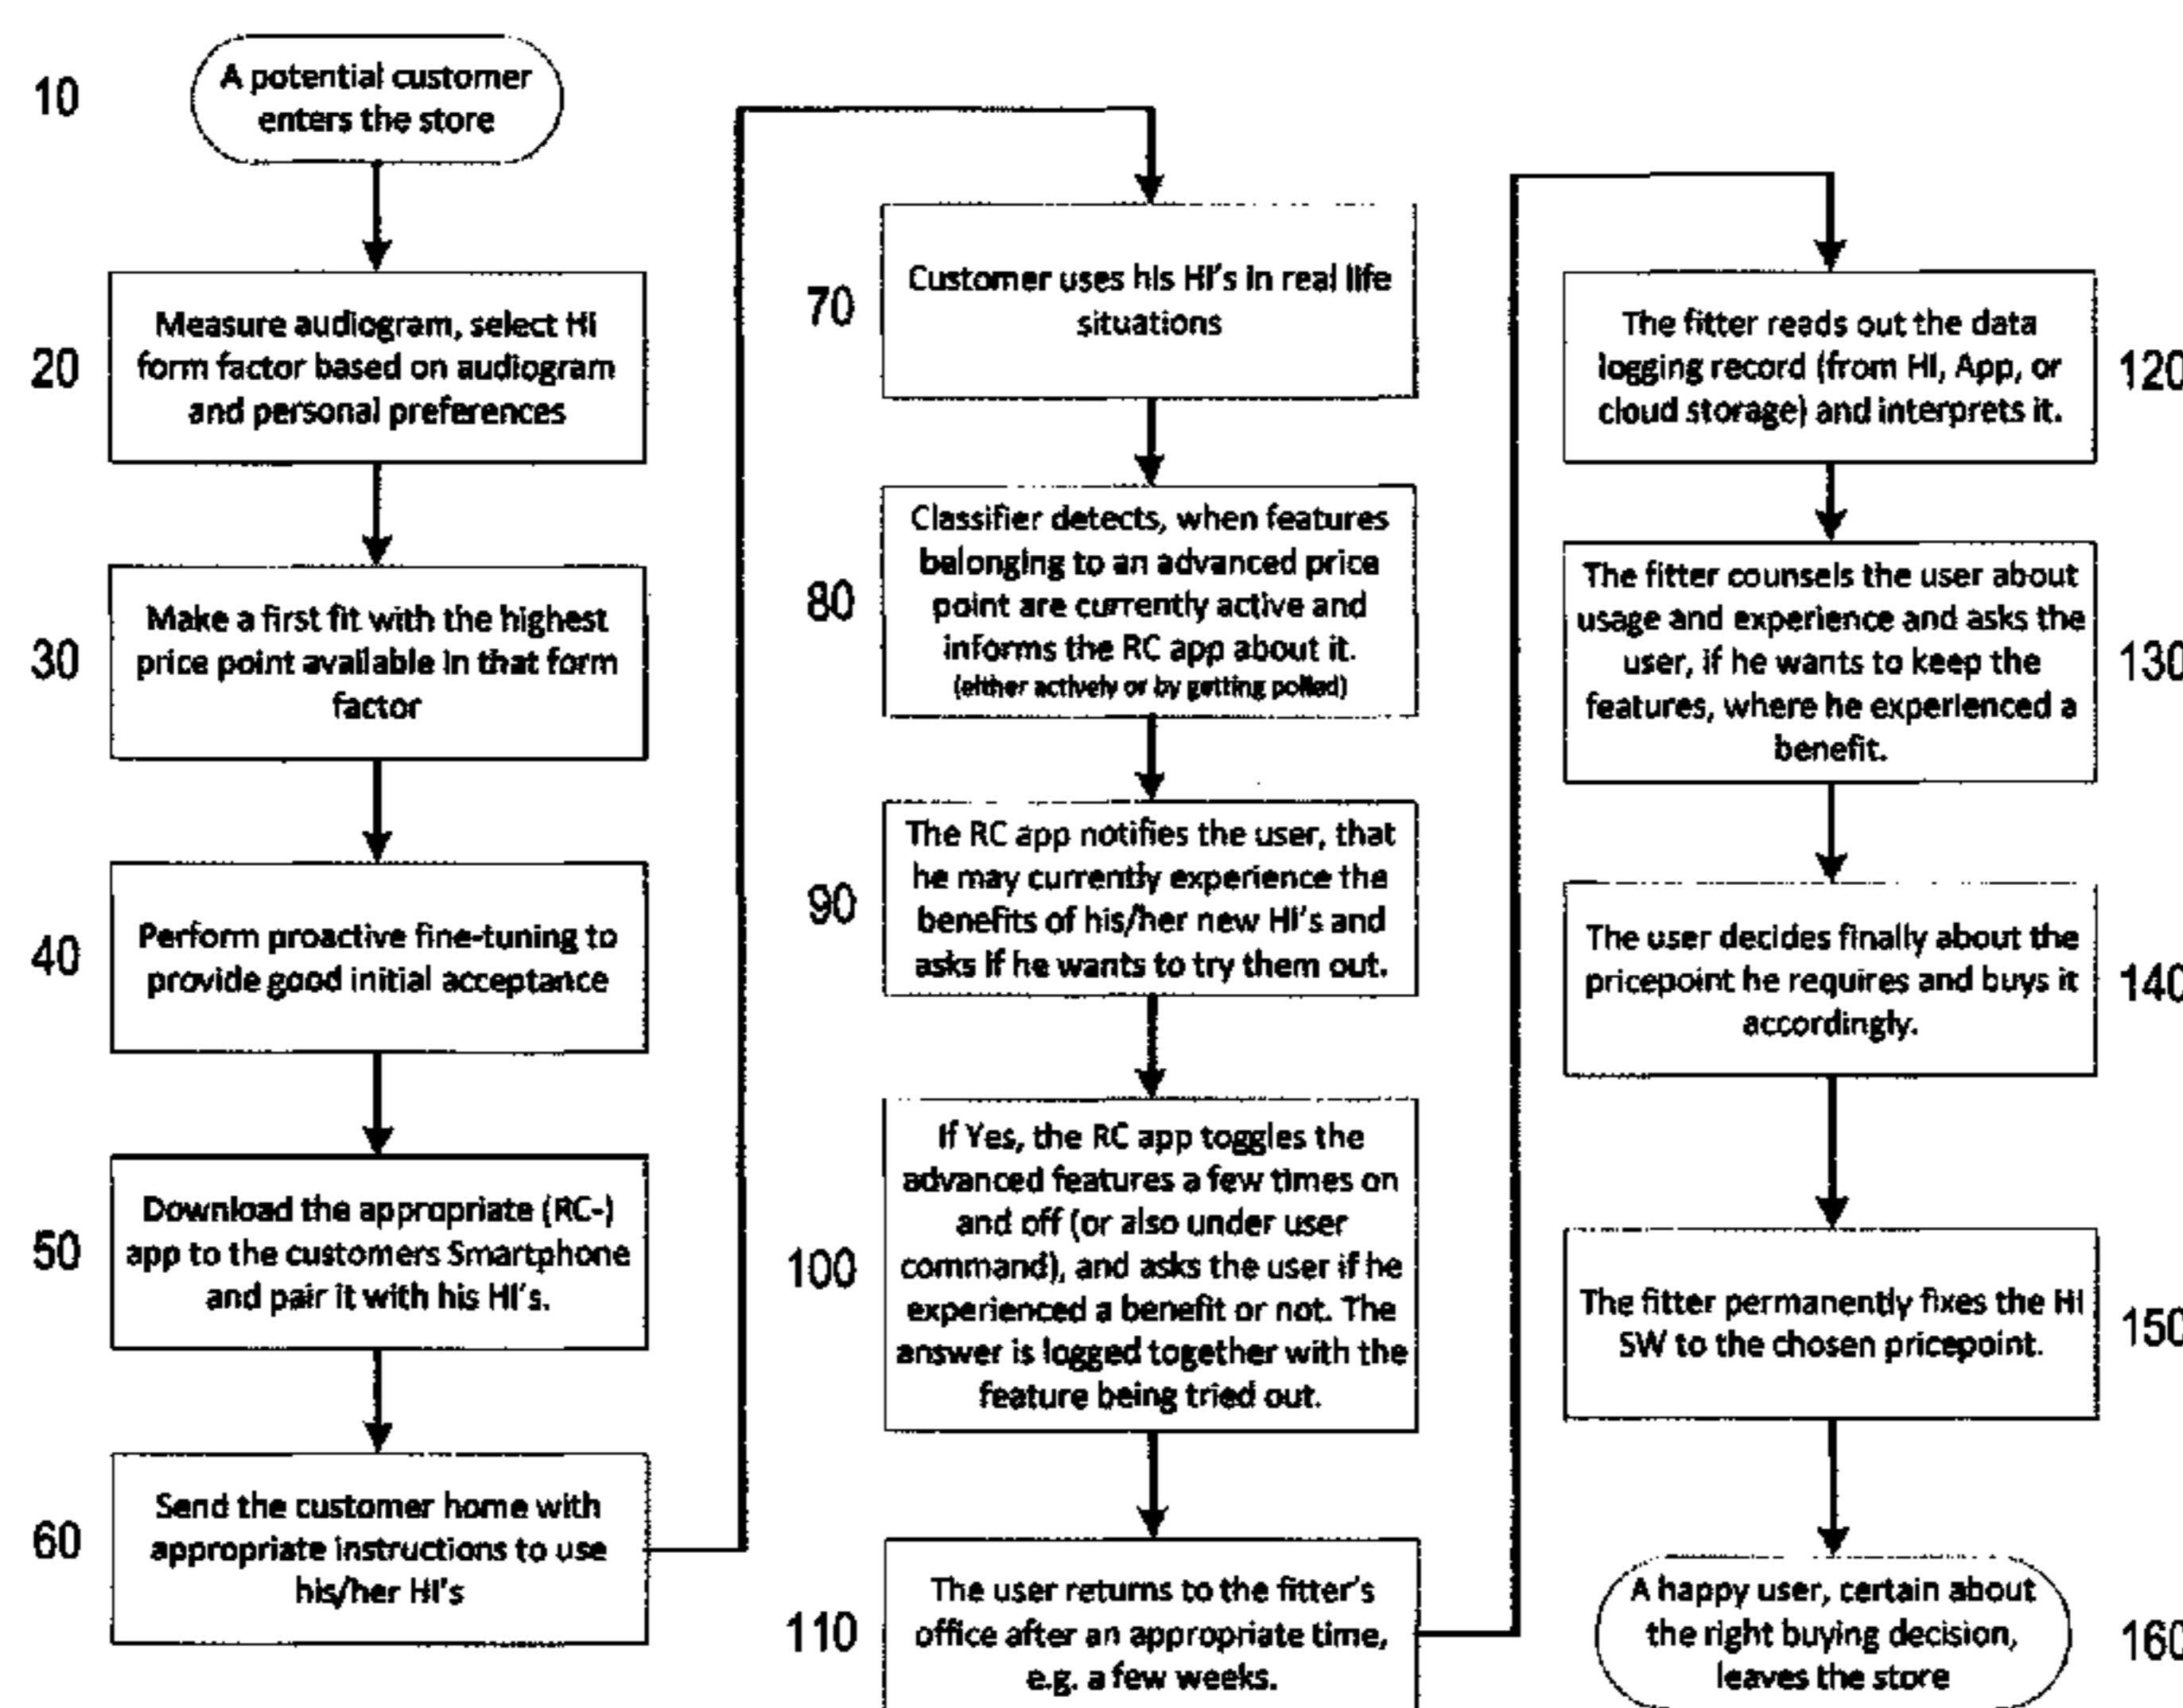 10
A potential customer
enters the store
20
Measure audiogram, select HI
form factor based on audiogram
and personal preferences
30
Make a first fit with the highest
price point available in that form
factor
40
Perform proactive fine-tuning to
provide good initial acceptance
50
Download the appropriate (RC-)
app to the customers Smartphone
and pair it with his HI's.
60
Send the customer home with
appropriate instructions to use
his/her HI's
70
Customer uses his HI's in real life
situations
80
Classifier detects, when features
belonging to an advanced price
point are currently active and
informs the RC app about it.
(either actively or by getting polled)
90
The RC app notifies the user, that
he may currently experience the
benefits of his/her new HI's and
asks if he wants to try them out.
100
If Yes, the RC app toggles the
advanced features a few times on
and off (or also under user
command), and asks the user if he
experienced a benefit or not. The
answer is logged together with the
feature being tried out.
110
The user returns to the fitter's
office after an appropriate time,
e.g. a few weeks.
The fitter reads out the data
logging record (from HI, App, or
cloud storage) and interprets it.
120
The fitter counsels the user about
usage and experience and asks the
user, if he wants to keep the
features, where he experienced a
benefit.
130
The user decides finally about the
pricepoint he requires and buys it
accordingly.
140
The fitter permanently fixes the HI
SW to the chosen pricepoint.
150
A happy user, certain about
the right buying decision,
leaves the store
160